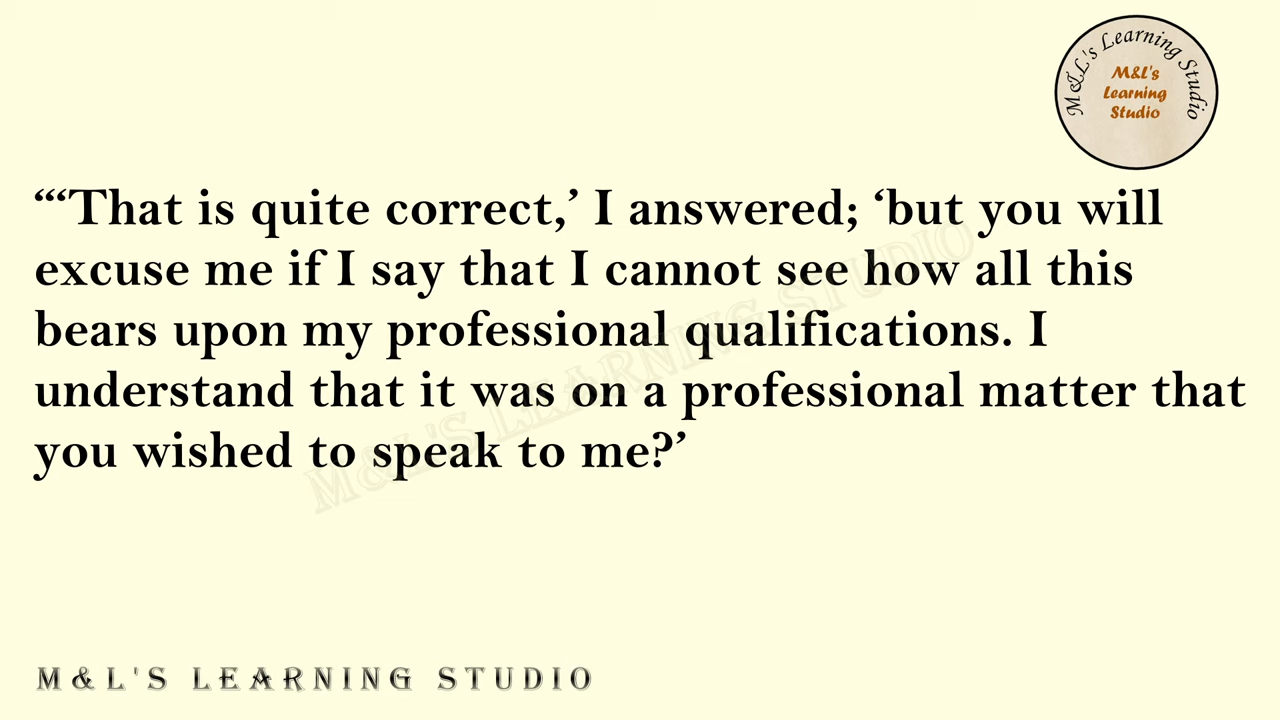 M&L's Learning Studio
M&L's
Learning
Studio
“‘That is quite correct,’ I answered; ‘but you will
excuse me if I say that I cannot see how all this
bears upon my professional qualifications. I
understand that it was on a professional matter that
you wished to speak to me?’
M&L'S LEARNING STUDIO
M&L'S LEARNING STUDIO